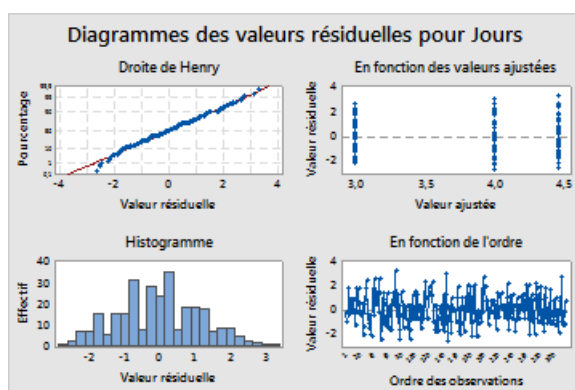 Diagrammes des valeurs résiduelles pour Jours
Droite de Henry
Pourcentage
-4 -2 0 2 4
Valeur résiduelle
En fonction des valeurs ajustées
Valeur résiduelle
4
2
0
-2
3,0 3,5 4,0 4,5
Valeur ajustée
Histogramme
Effectif
40
30
20
10
0
-2 -1 0 1 2 3
Valeur résiduelle
En fonction de l'ordre
Valeur résiduelle
4
2
0
-2
Ordre des observations